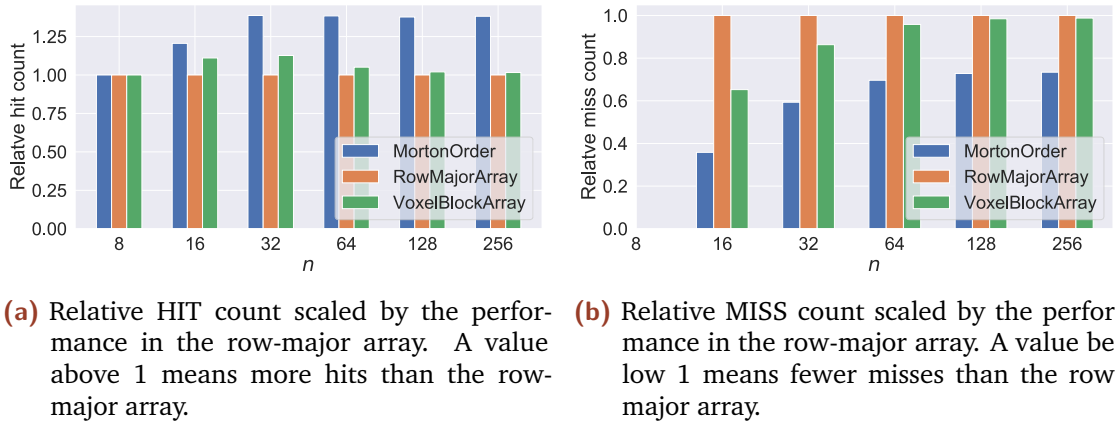 Relatve hit count
1.25
1.00
0.75
0.50
0.25
0.00
MortonOrder
RowMajorArray
VoxelBlockArray
8 16 32 64 128 256
n
(a) Relative HIT count scaled by the perfor-
mance in the row-major array. A value
above 1 means more hits than the row-
major array.
Relatve miss count
1.0
0.8
0.6
0.4
0.2
0.0
MortonOrder
RowMajorArray
VoxelBlockArray
8 16 32 64 128 256
n
(b) Relative MISS count scaled by the perfor
mance in the row-major array. A value be
low 1 means fewer misses than the row
major array.